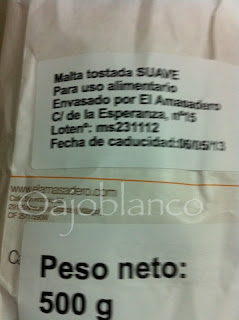 Malta tostada SUAVE
Para uso alimentario
Envasado por El Amasadero
C/ de la Esperanza, nº15
Lotenº: ms231112
Fecha de caducidad:06/05/13
www.elamasadero.com
©ajoblanco
Peso neto:
500 g